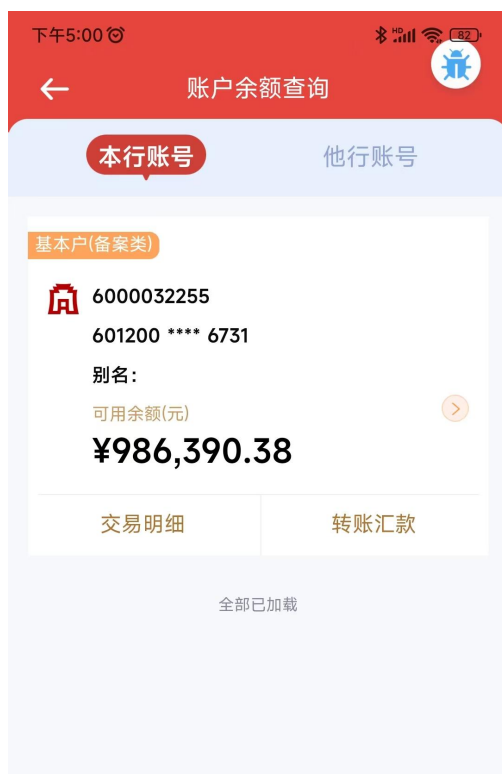 下午5:00
HD
82
账户余额查询
本行账号
他行账号
基本户(备案类)
6000032255
601200 **** 6731
别名：
可用余额(元)
¥986,390.38
交易明细
转账汇款
全部已加载